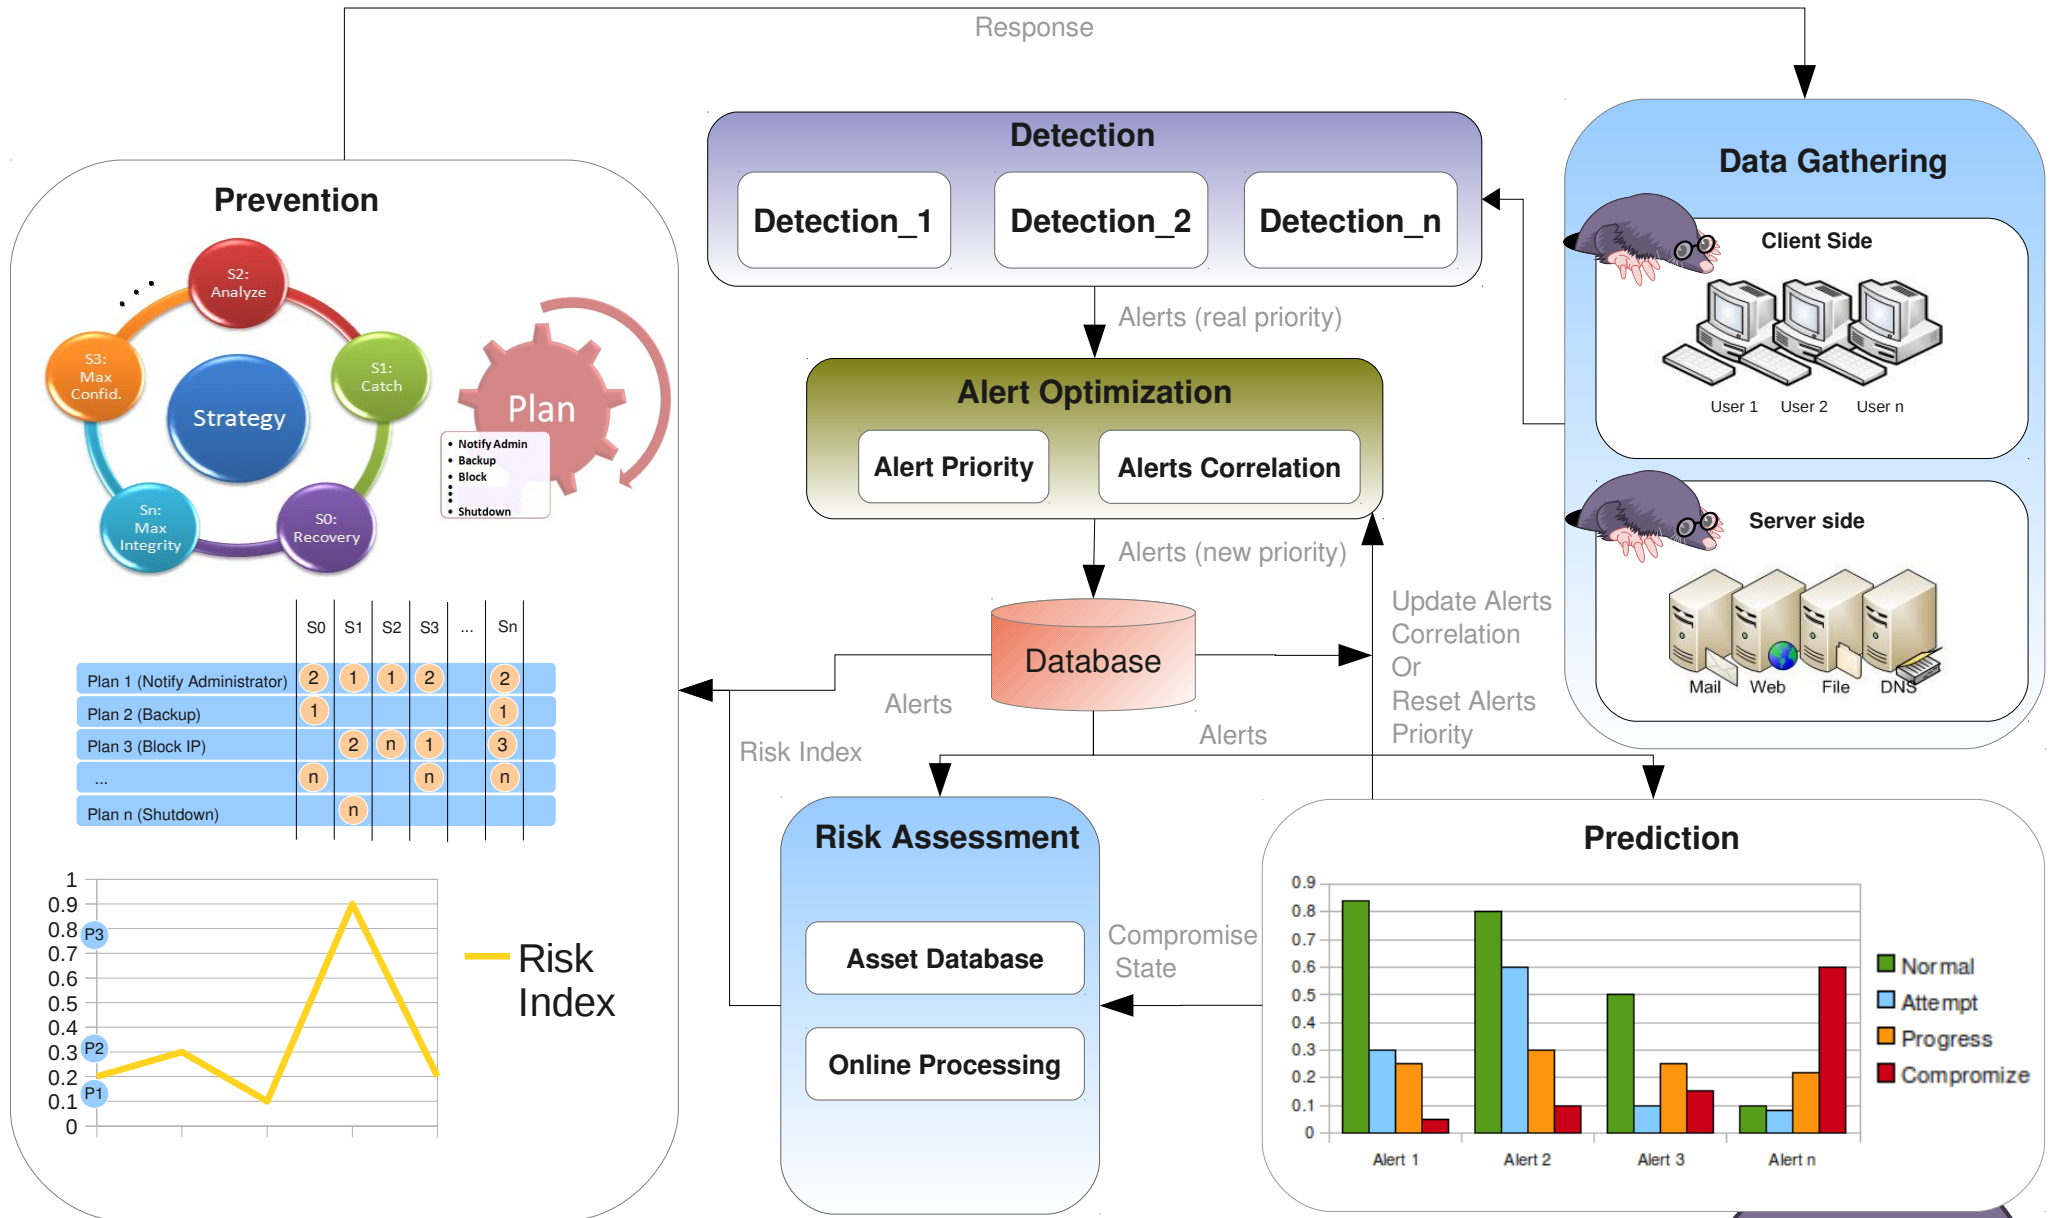 Response
Detection
Detection_1
Detection_2
Detection_n
Data Gathering
Client Side
User 1
User 2
User n
Server side
Mail
Web
File
DNS
Alerts (real priority)
Alert Optimization
Alert Priority
Alerts Correlation
Alerts (new priority)
Database
Update Alerts
Correlation
Or
Reset Alerts
Priority
Alerts
Alerts
Risk Index
Prevention
S2:
Analyze
S3:
Max
Confid.
S1:
Catch
Strategy
Sn:
Max
Integrity
S0:
Recovery
Plan
• Notify Admin
• Backup
• Block
• Shutdown
S0 S1 S2 S3 ... Sn
Plan 1 (Notify Administrator) 2 1 1 2 2
Plan 2 (Backup) 1 1
Plan 3 (Block IP) 2 n 1 3
... n n n
Plan n (Shutdown) n
1
0.9
0.8
P3
0.7
0.6
0.5
0.4
0.3
P2
0.2
P1
0.1
0
Risk
Index
Risk Assessment
Asset Database
Online Processing
Compromise
State
Prediction
0.9
0.8
0.7
0.6
0.5
0.4
0.3
0.2
0.1
0
Alert 1
Alert 2
Alert 3
Alert n
Normal
Attempt
Progress
Compromize